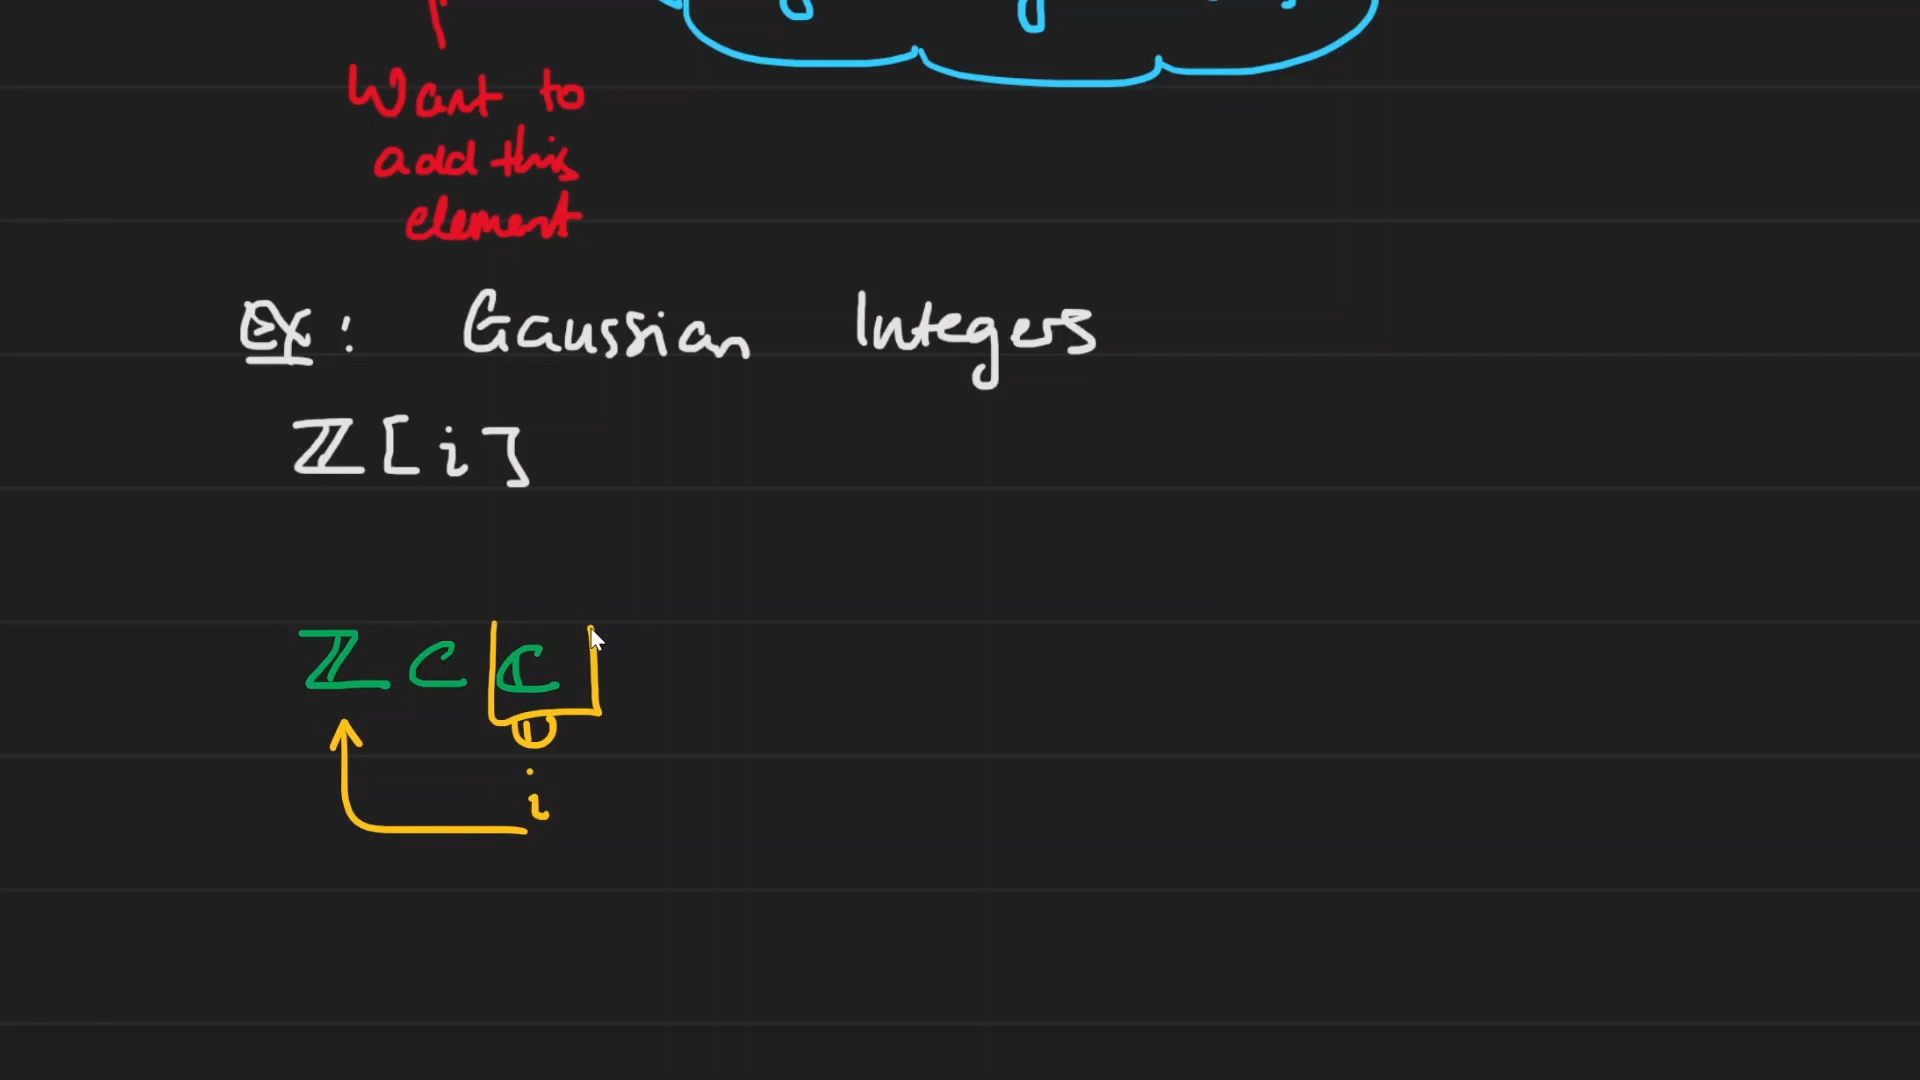 Want to
add this
element
Ex: Gaussian Integers
ℤ[i]
ℤ ⊂ ℂ
i